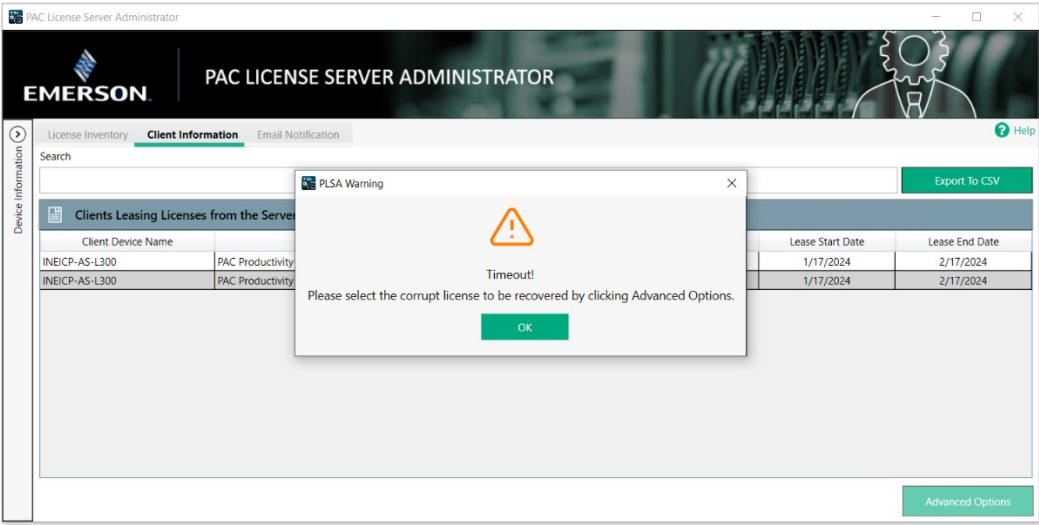 PAC License Server Administrator
EMERSON.
PAC LICENSE SERVER ADMINISTRATOR
License Inventory Client Information Email Notification
Help
Device Information
Search
Export To CSV
Clients Leasing Licenses from the Server
Client Device Name Lease Start Date Lease End Date
INEICP-AS-L300 PAC Productivity 1/17/2024 2/17/2024
INEICP-AS-L300 PAC Productivity 1/17/2024 2/17/2024
PLSA Warning
Timeout!
Please select the corrupt license to be recovered by clicking Advanced Options.
OK
Advanced Options